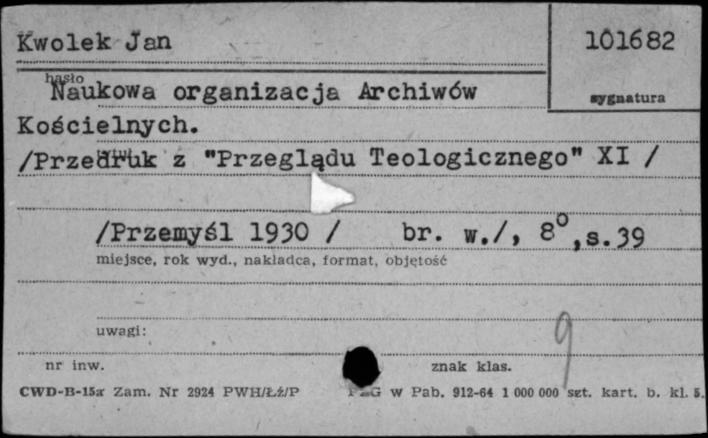 Kwolek Jan
101682
hasło
Naukowa organizacja Archiwów
sygnatura
Kościelnych.
/Przedruk z "Przeglądu Teologicznego" XI /
/Przemyśl 1930 / br. w./, 8°,s.39
miejsce, rok wyd., nakładca, format, objętość
9
uwagi:
nr inw.
znak klas.
CWD-B-15a Zam. Nr 2924 PWH/Łź/P
w Pab. 912-64 1 000 000 szt. kart. b. kl. 5.